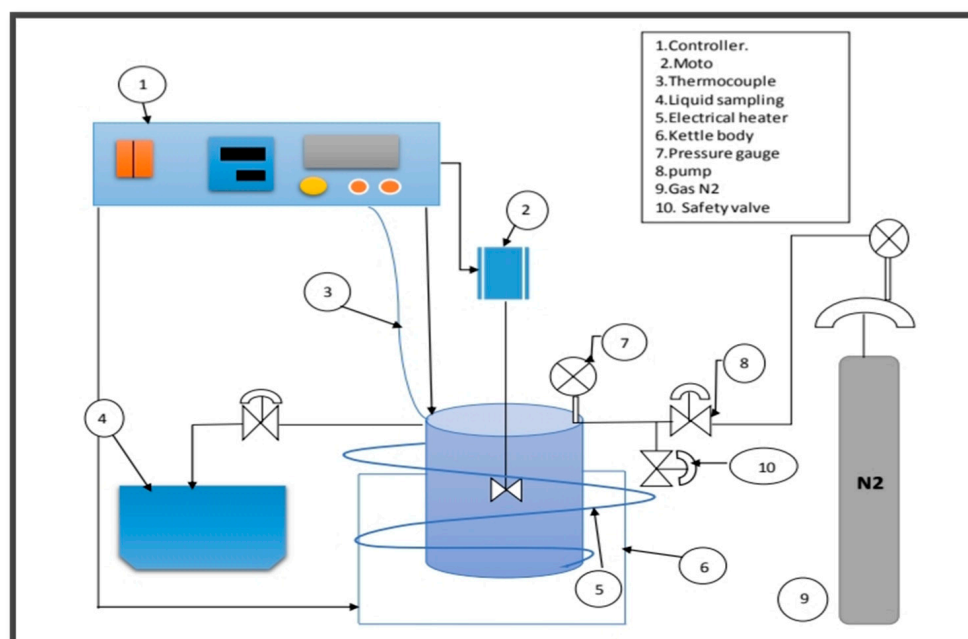 1.Controller.
2.Moto
3.Thermocouple
4.Liquid sampling
5.Electrical heater
6.Kettle body
7.Pressure gauge
8.pump
9.Gas N2
10. Safety valve
1
2
3
7
8
4
10
N2
6
5
9